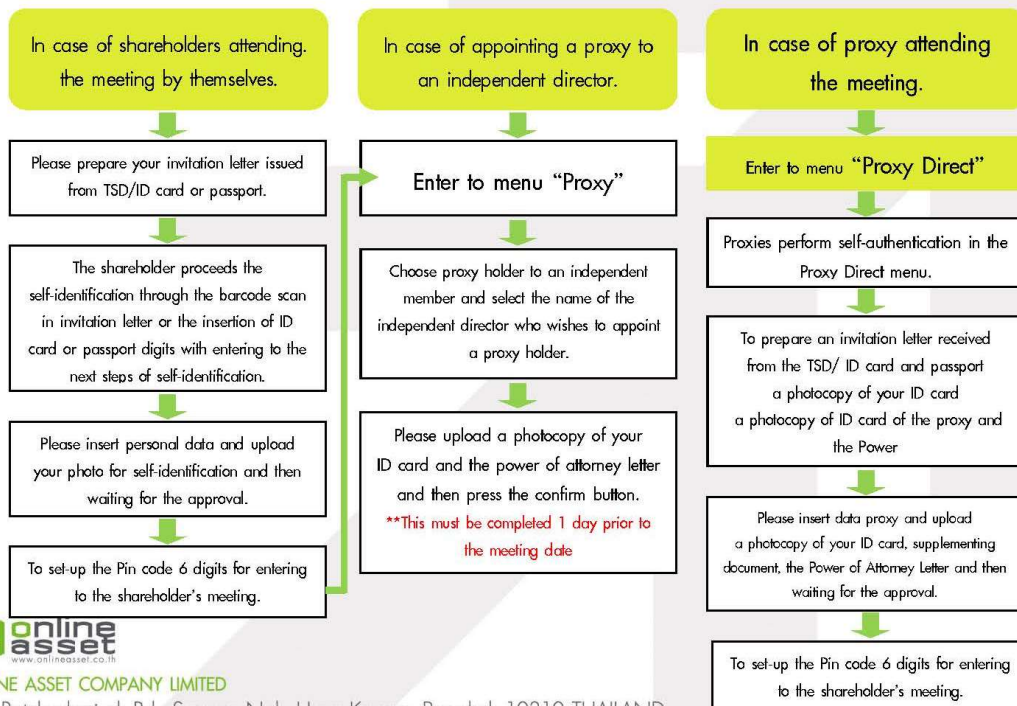 In case of shareholders attending.
the meeting by themselves.
Please prepare your invitation letter issued
from TSD/ID card or passport.
The shareholder proceeds the
self-identification through the barcode scan
in invitation letter or the insertion of ID
card or passport digits with entering to the
next steps of self-identification.
Please insert personal data and upload
your photo for self-identification and then
waiting for the approval.
To set-up the Pin code 6 digits for entering
to the shareholder's meeting.
In case of appointing a proxy to
an independent director.
Enter to menu “Proxy”
Choose proxy holder to an independent
member and select the name of the
independent director who wishes to appoint
a proxy holder.
Please upload a photocopy of your
ID card and the power of attorney letter
and then press the confirm button.
**This must be completed 1 day prior to
the meeting date
In case of proxy attending
the meeting.
Enter to menu “Proxy Direct”
Proxies perform self-authentication in the
Proxy Direct menu.
To prepare an invitation letter received
from the TSD/ ID card and passport
a photocopy of your ID card
a photocopy of ID card of the proxy and
the Power
Please insert data proxy and upload
a photocopy of your ID card, supplementing
document, the Power of Attorney Letter and then
waiting for the approval.
To set-up the Pin code 6 digits for entering
to the shareholder's meeting.
online
asset
www.onlineasset.co.th
NE ASSET COMPANY LIMITED